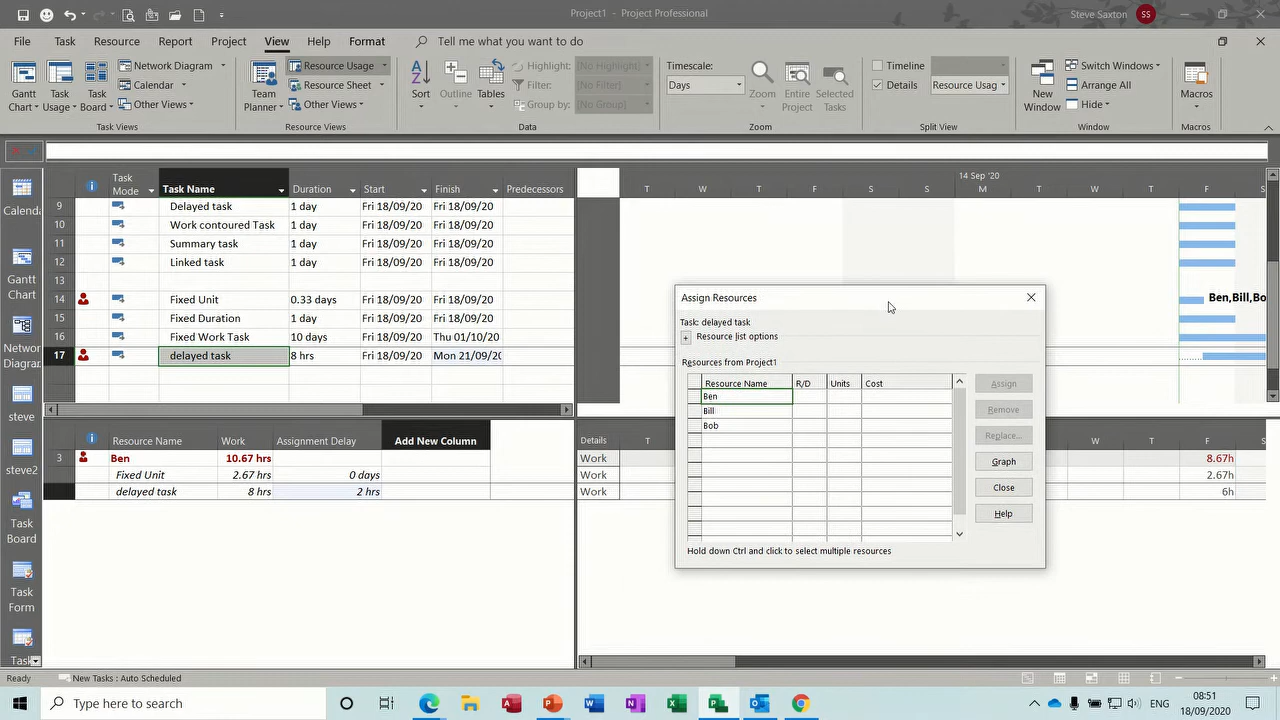 Project1 - Project Professional
Steve Saxton SS
File Task Resource Report Project View Help Format Tell me what you want to do
Gantt Chart
Task Usage
Task Board
Network Diagram
Calendar
Other Views
Task Views
Team Planner
Resource Usage
Resource Sheet
Other Views
Resource Views
Sort
Outline
Tables
Highlight: [No Highlight]
Filter: [No Filter]
Group by: [No Group]
Data
Timescale:
Days
Zoom
Entire Project
Selected Tasks
Zoom
Timeline
Details Resource Usag
Split View
New Window
Switch Windows
Arrange All
Hide
Window
Macros
Macros
Task Mode Task Name Duration Start Finish Predecessors
14 Sep '20
T W T F S S M T W T F S
9 Delayed task 1 day Fri 18/09/20 Fri 18/09/20
10 Work contoured Task 1 day Fri 18/09/20 Fri 18/09/20
11 Summary task 1 day Fri 18/09/20 Fri 18/09/20
12 Linked task 1 day Fri 18/09/20 Fri 18/09/20
13
14 Fixed Unit 0.33 days Fri 18/09/20 Fri 18/09/20
Ben,Bill,Bo
15 Fixed Duration 1 day Fri 18/09/20 Fri 18/09/20
16 Fixed Work Task 10 days Fri 18/09/20 Thu 01/10/20
17 delayed task 8 hrs Fri 18/09/20 Mon 21/09/20
Calenda
Gantt Chart
Network Diagram
steve
steve2
Task Board
Task Form
Task
Assign Resources
Task: delayed task
Resource list options
Resources from Project1
Resource Name R/D Units Cost
Ben
Bill
Bob
Assign
Remove
Replace...
Graph
Close
Help
Hold down Ctrl and click to select multiple resources
Resource Name Work Assignment Delay Add New Column
3 Ben 10.67 hrs
Fixed Unit 2.67 hrs 0 days
delayed task 8 hrs 2 hrs
Details T W T F S
Work 8.67h
Work 2.67h
Work 6h
Ready New Tasks : Auto Scheduled
Type here to search
ENG
08:51
18/09/2020